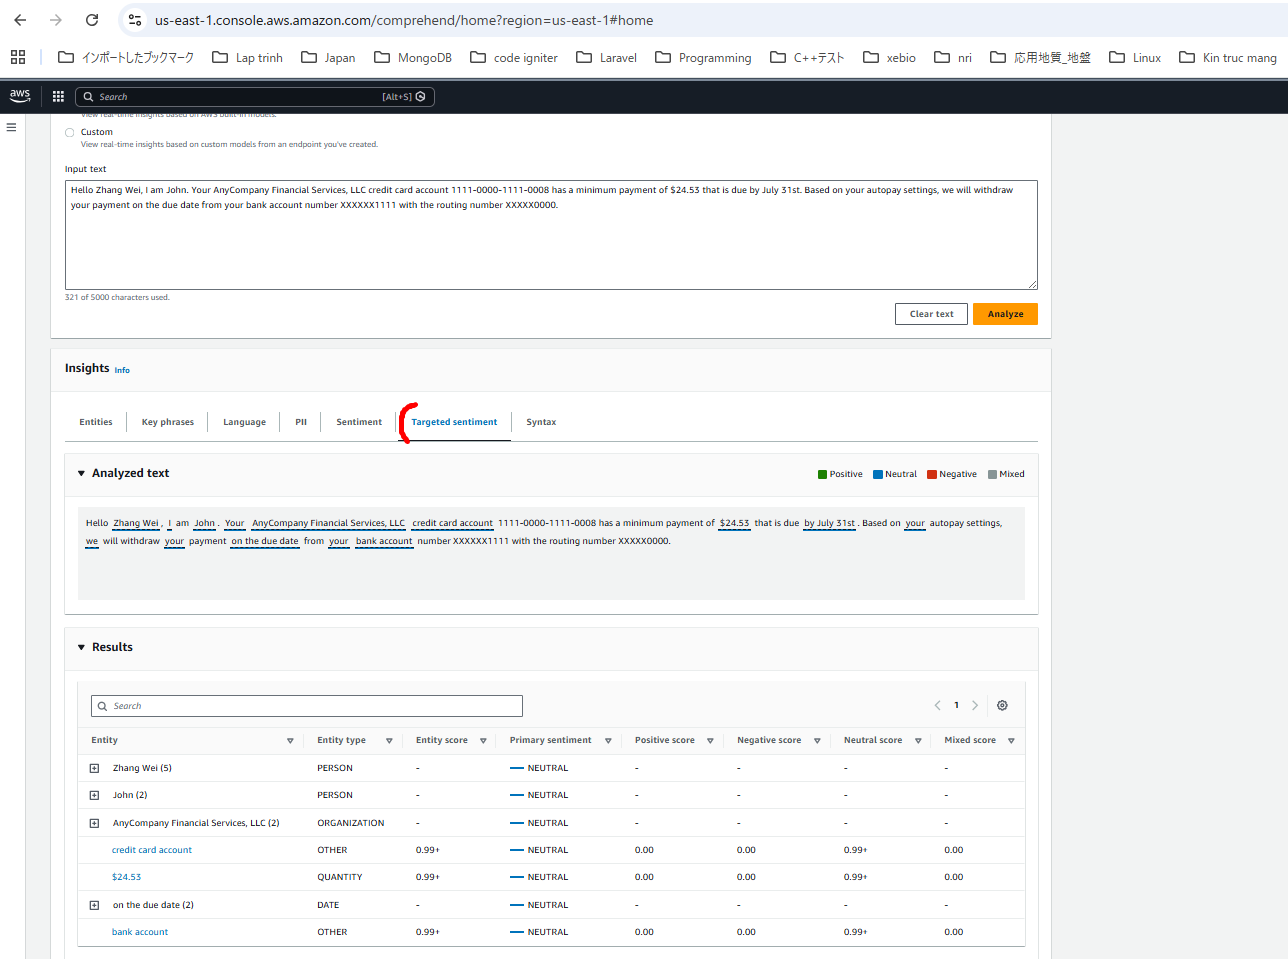 us-east-1.console.aws.amazon.com/comprehend/home?region=us-east-1#home
インポートしたブックマーク Lap trinh Japan MongoDB code igniter Laravel Programming C++テスト xebio nri 応用地質_地盤 Linux Kin truc mang
aws Search [Alt+S]
View real-time insights based on AWS built-in models.
Custom
View real-time insights based on custom models from an endpoint you've created.
Input text
Hello Zhang Wei, I am John. Your AnyCompany Financial Services, LLC credit card account 1111-0000-1111-0008 has a minimum payment of $24.53 that is due by July 31st. Based on your autopay settings, we will withdraw
your payment on the due date from your bank account number XXXXXX1111 with the routing number XXXXX0000.
321 of 5000 characters used.
Clear text Analyze
Insights Info
Entities Key phrases Language PII Sentiment Targeted sentiment Syntax
Analyzed text Positive Neutral Negative Mixed
Hello Zhang Wei, I am John. Your AnyCompany Financial Services, LLC credit card account 1111-0000-1111-0008 has a minimum payment of $24.53 that is due by July 31st. Based on your autopay settings,
we will withdraw your payment on the due date from your bank account number XXXXXX1111 with the routing number XXXXX0000.
Results
Search 1
Entity Entity type Entity score Primary sentiment Positive score Negative score Neutral score Mixed score
Zhang Wei (5) PERSON - NEUTRAL - - - -
John (2) PERSON - NEUTRAL - - - -
AnyCompany Financial Services, LLC (2) ORGANIZATION - NEUTRAL - - - -
credit card account OTHER 0.99+ NEUTRAL 0.00 0.00 0.99+ 0.00
$24.53 QUANTITY 0.99+ NEUTRAL 0.00 0.00 0.99+ 0.00
on the due date (2) DATE - NEUTRAL - - - -
bank account OTHER 0.99+ NEUTRAL 0.00 0.00 0.99+ 0.00